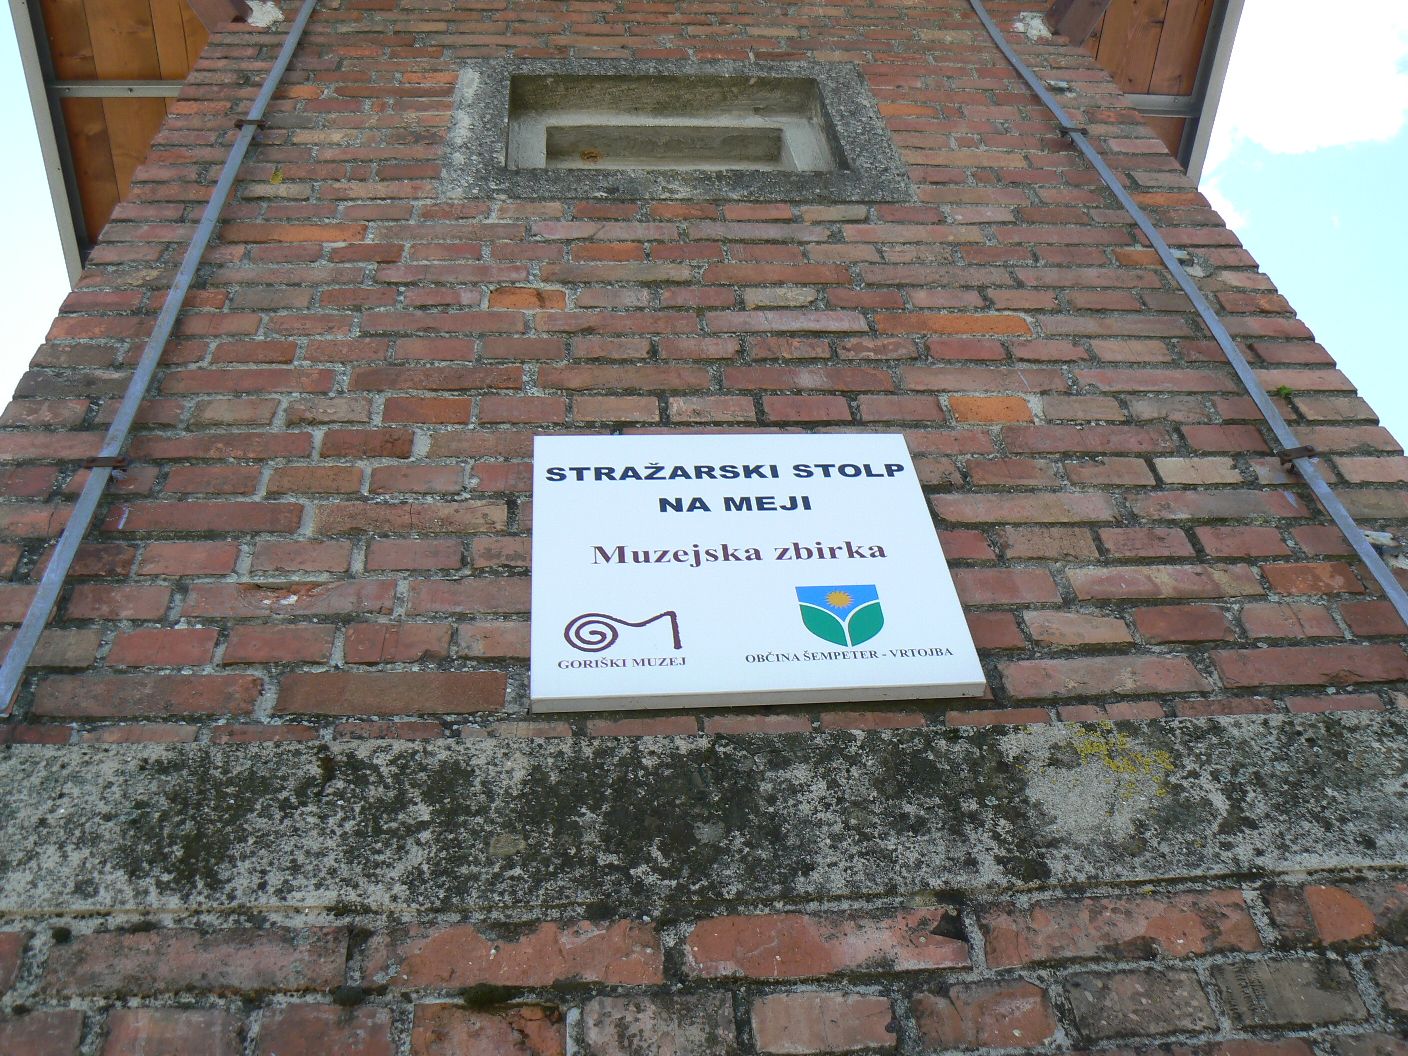 STRAŽARSKI STOLP
NA MEJI
Muzejska zbirka
GORIŠKI MUZEJ
OBČINA ŠEMPETER - VRTOJBA